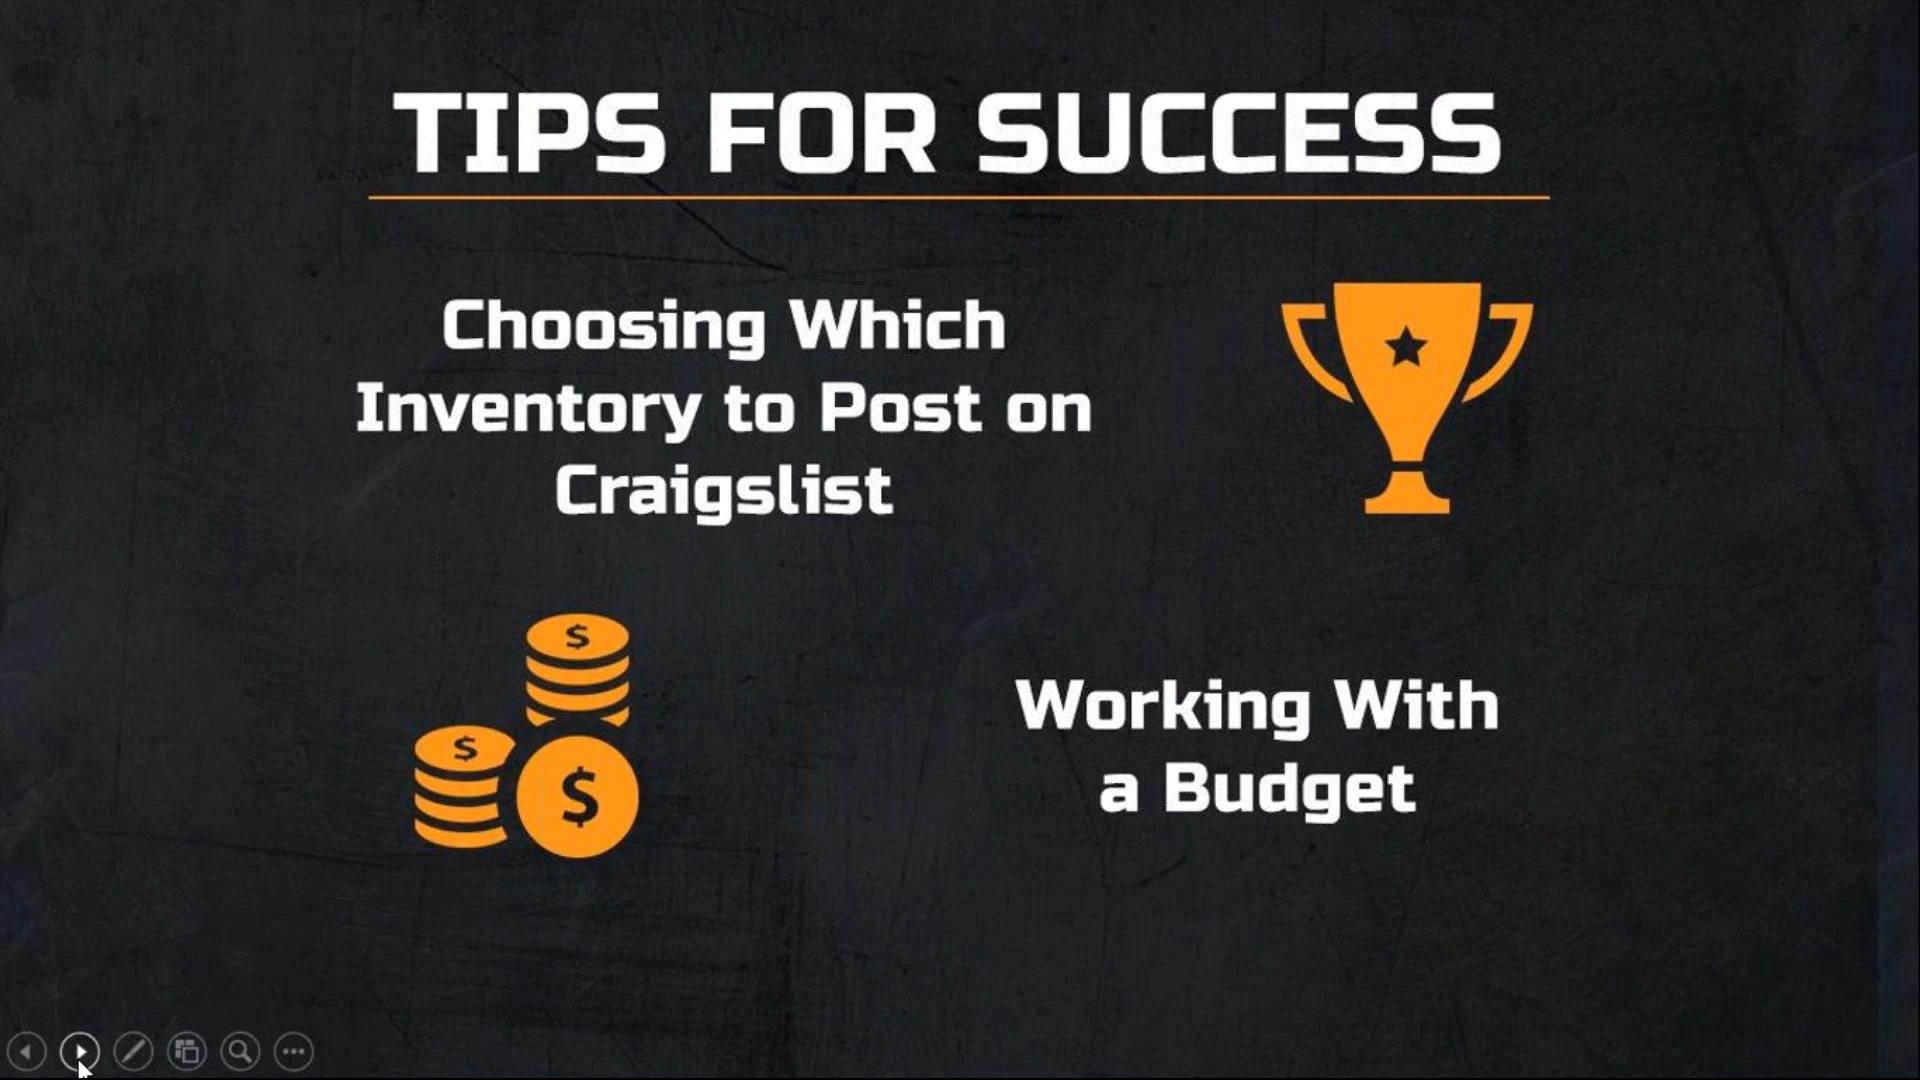 TIPS FOR SUCCESS
Choosing Which
Inventory to Post on
Craigslist
$
$
$
Working With
a Budget